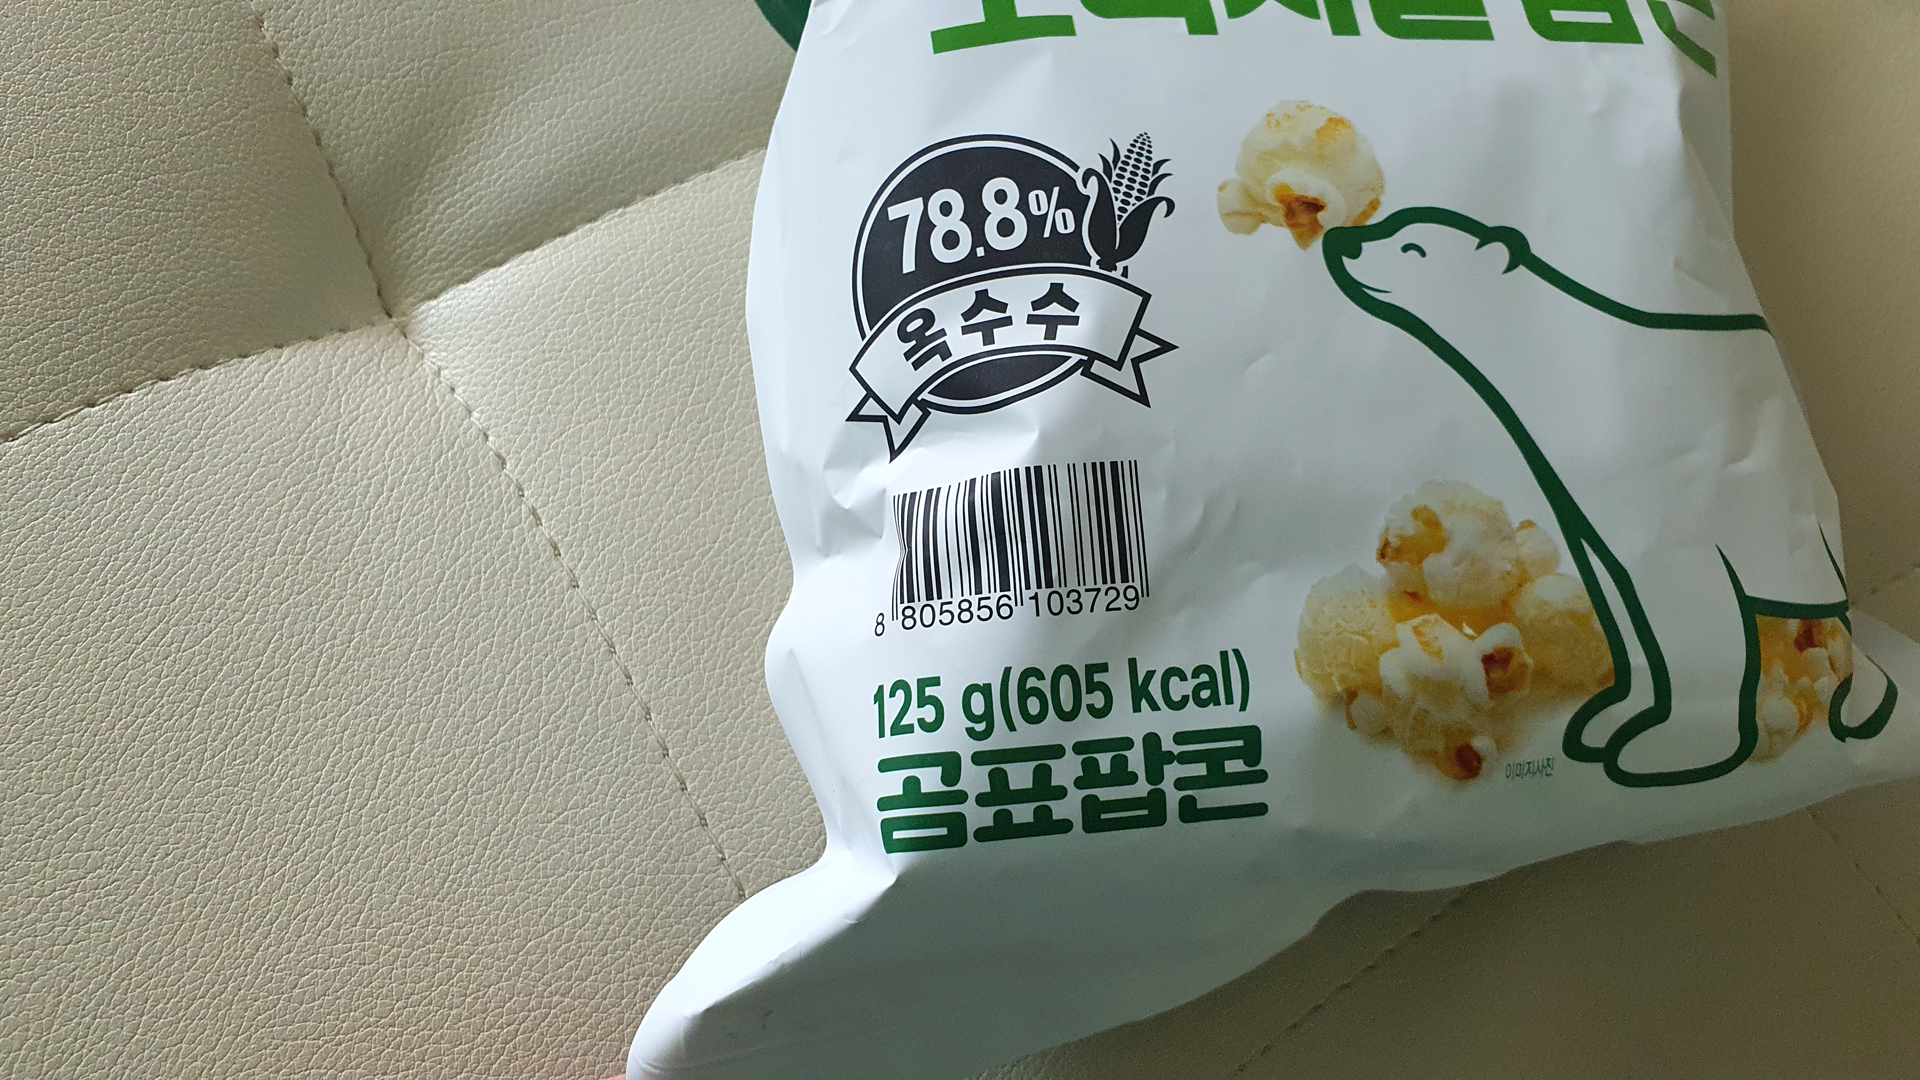 78.8%
옥수수
8 805856 103729
125 g(605 kcal)
곰표팝콘
이미지사진